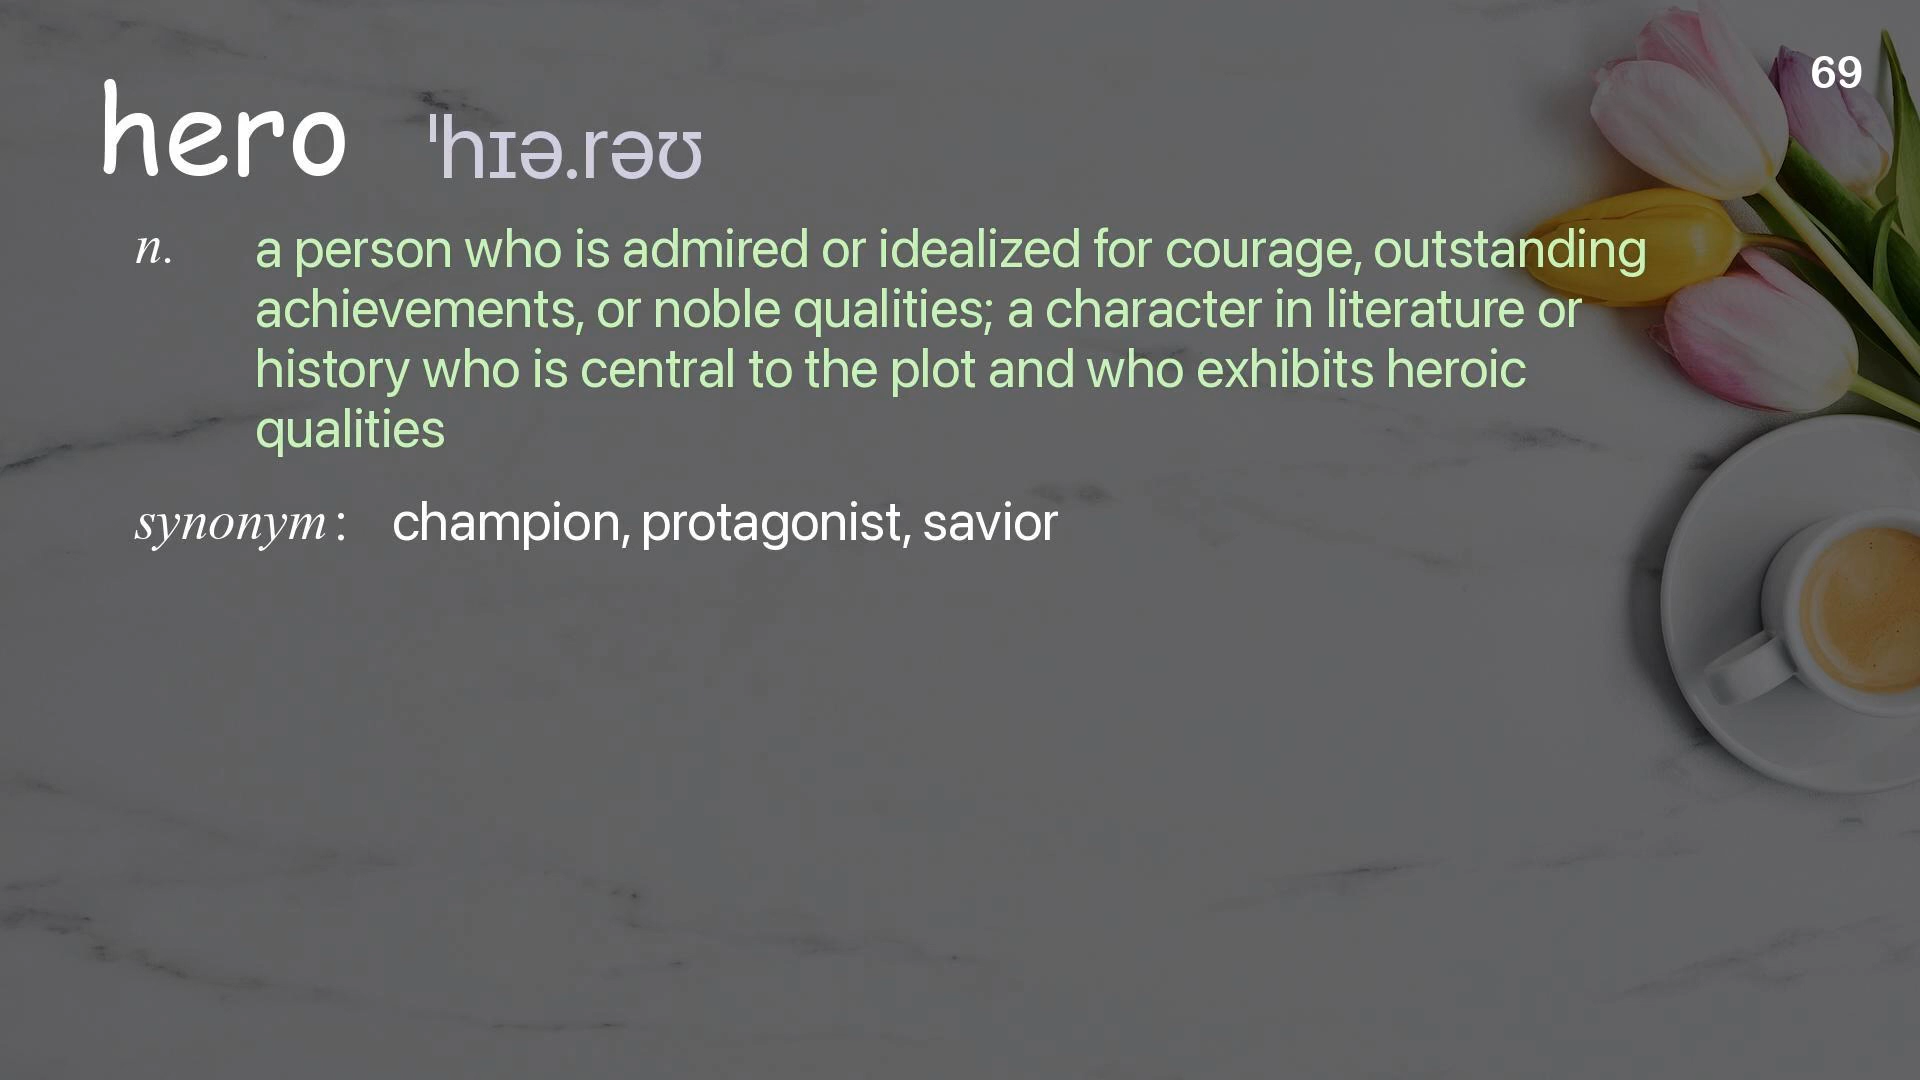 69
hero ˈhɪə.rəʊ
n. a person who is admired or idealized for courage, outstanding
achievements, or noble qualities; a character in literature or
history who is central to the plot and who exhibits heroic
qualities
synonym: champion, protagonist, savior